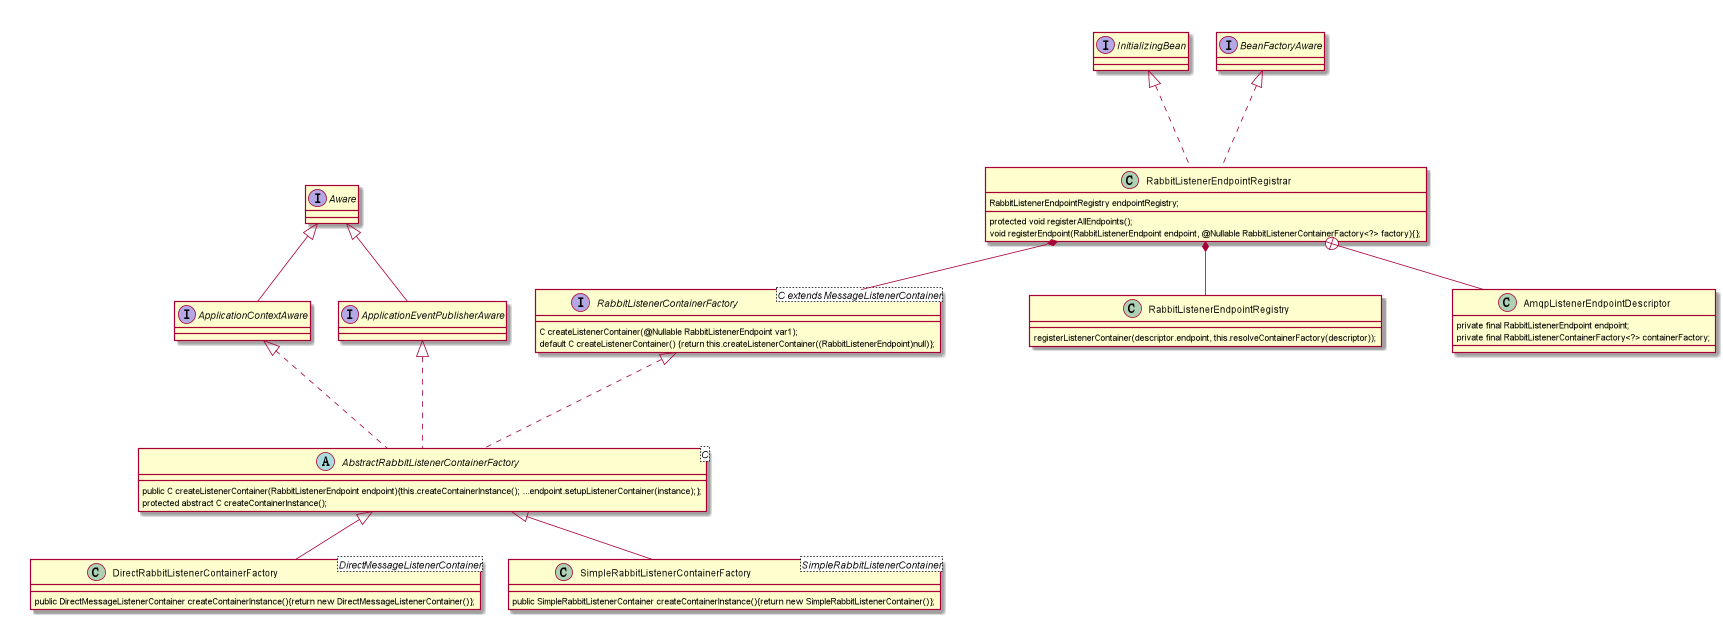 I InitializingBean
I BeanFactoryAware
C RabbitListenerEndpointRegistrar
RabbitListenerEndpointRegistry endpointRegistry;
protected void registerAllEndpoints();
void registerEndpoint(RabbitListenerEndpoint endpoint, @Nullable RabbitListenerContainerFactory<?> factory){};
I Aware
I ApplicationContextAware
I ApplicationEventPublisherAware
I RabbitListenerContainerFactory
C extends MessageListenerContainer
C createListenerContainer(@Nullable RabbitListenerEndpoint var1);
default C createListenerContainer() {return this.createListenerContainer((RabbitListenerEndpoint)null)};
C RabbitListenerEndpointRegistry
registerListenerContainer(descriptor.endpoint, this.resolveContainerFactory(descriptor));
C AmqpListenerEndpointDescriptor
private final RabbitListenerEndpoint endpoint;
private final RabbitListenerContainerFactory<?> containerFactory;
A AbstractRabbitListenerContainerFactory
C
public C createListenerContainer(RabbitListenerEndpoint endpoint){this.createContainerInstance(); ...endpoint.setupListenerContainer(instance);};
protected abstract C createContainerInstance();
C DirectRabbitListenerContainerFactory
DirectMessageListenerContainer
public DirectMessageListenerContainer createContainerInstance(){return new DirectMessageListenerContainer()};
C SimpleRabbitListenerContainerFactory
SimpleRabbitListenerContainer
public SimpleRabbitListenerContainer createContainerInstance(){return new SimpleRabbitListenerContainer()};